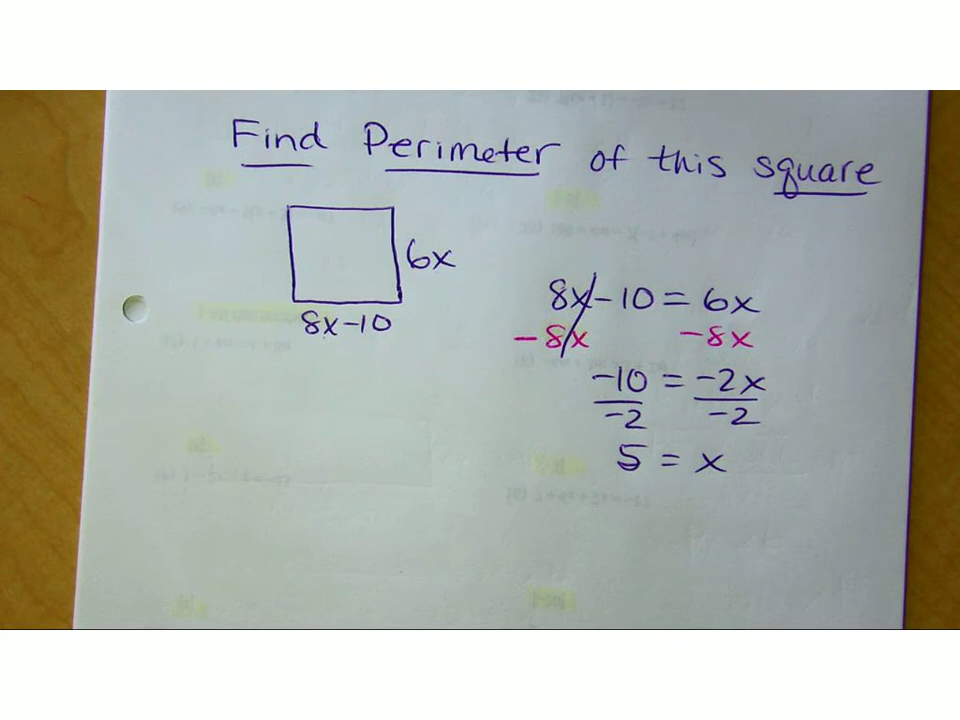 Find Perimeter of this square
6x
8x-10
8x-10 = 6x
-8x -8x
-10 = -2x
-2 -2
5 = x